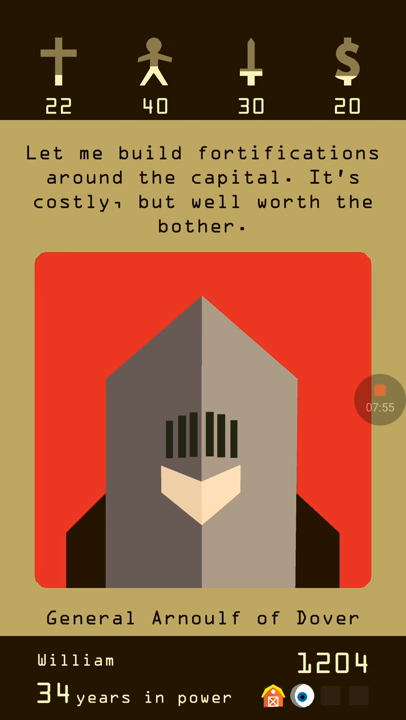 22 40 30 20
Let me build fortifications
around the capital. It's
costly, but well worth the
bother.
07:55
General Arnoulf of Dover
William
1204
34 years in power